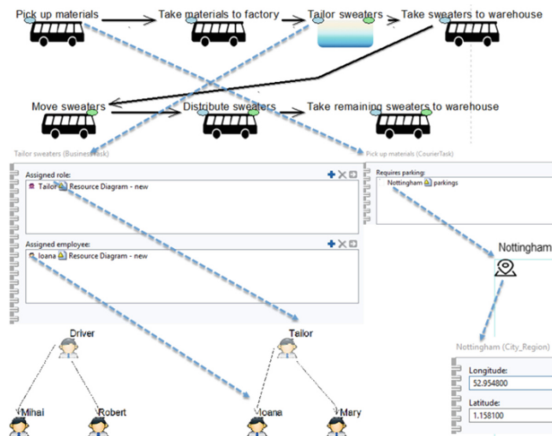 Pick up materials
Take materials to factory
Tailor sweaters
Take sweaters to warehouse
Move sweaters
Distribute sweaters
Take remaining sweaters to warehouse
Tailor sweaters (BusinessTask)
Pick up materials (CourierTask)
Assigned role:
Tailor Resource Diagram - new
Requires parking:
Nottingham parkings
Assigned employee:
Ioana Resource Diagram - new
Nottingham
Driver
Tailor
Nottingham (City_Region)
Longitude:
52.954800
Latitude:
1.158100
Mihai
Robert
Ioana
Mary